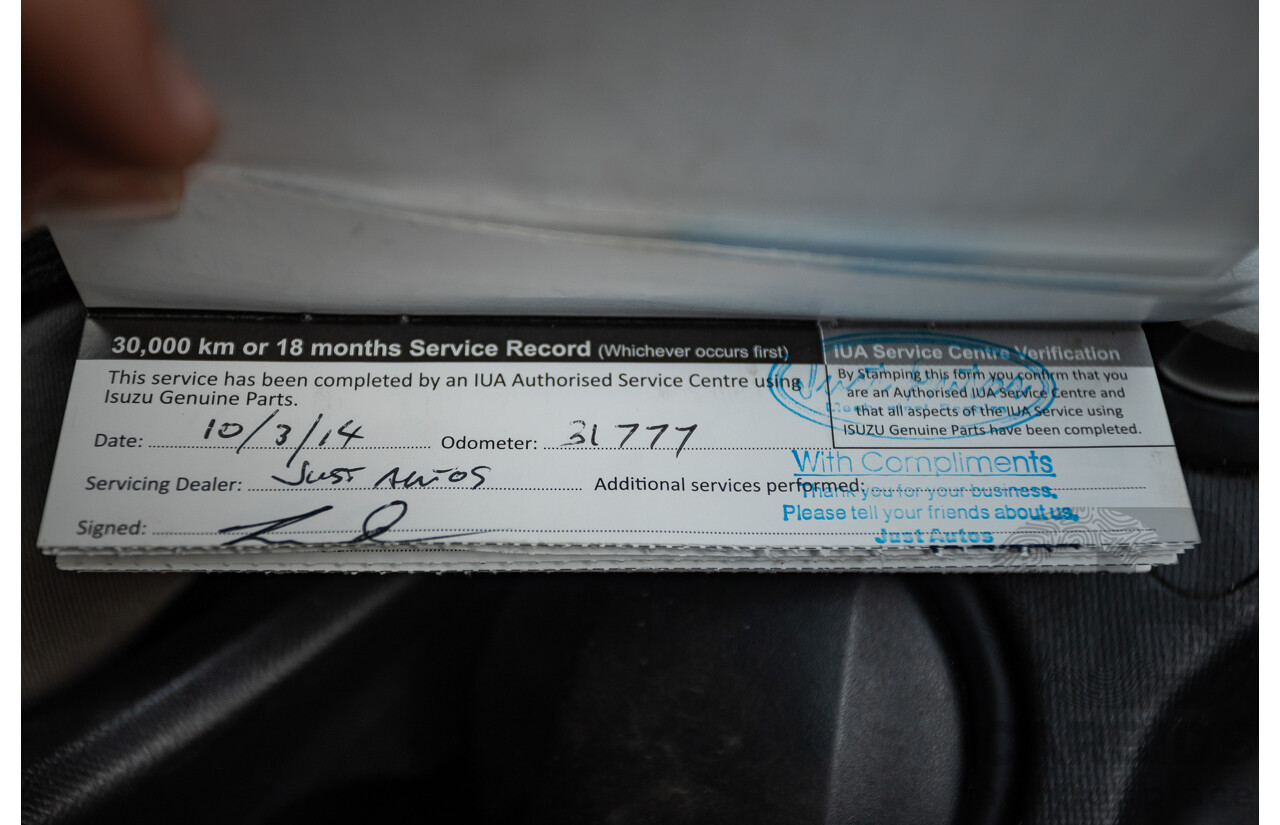 30,000 km or 18 months Service Record (Whichever occurs first)
This service has been completed by an IUA Authorised Service Centre using
Isuzu Genuine Parts.
Date: 10/3/14 Odometer: 31777
Servicing Dealer: JUST AUTOS Additional services performed:
Signed:
IUA Service Centre Verification
By Stamping this form you confirm that you
are an Authorised IUA Service Centre and
that all aspects of the IUA Service using
ISUZU Genuine Parts have been completed.
Just Autos
With Compliments
Thank you for your business.
Please tell your friends about us.
Just Autos